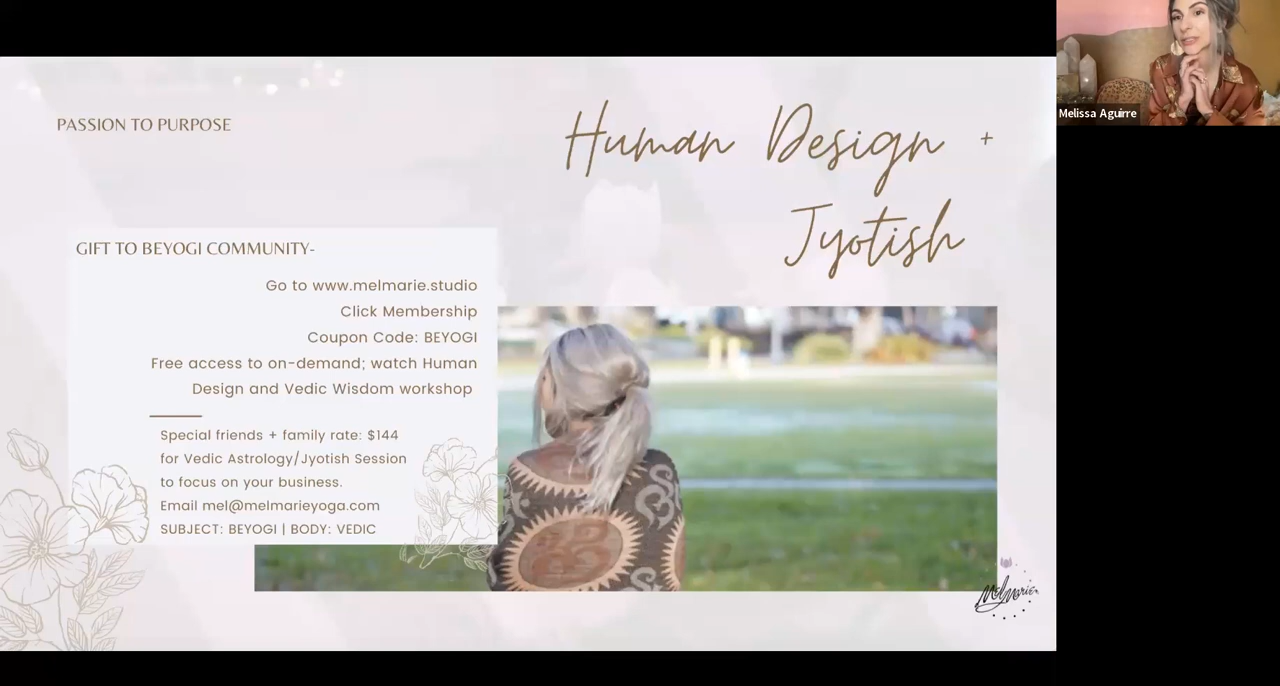 PASSION TO PURPOSE
Human Design +
Jyotish
GIFT TO BEYOGI COMMUNITY-
Go to www.melmarie.studio
Click Membership
Coupon Code: BEYOGI
Free access to on-demand; watch Human
Design and Vedic Wisdom workshop
Special friends + family rate: $144
for Vedic Astrology/Jyotish Session
to focus on your business.
Email mel@melmarieyoga.com
SUBJECT: BEYOGI | BODY: VEDIC
MelMarie
Melissa Aguirre